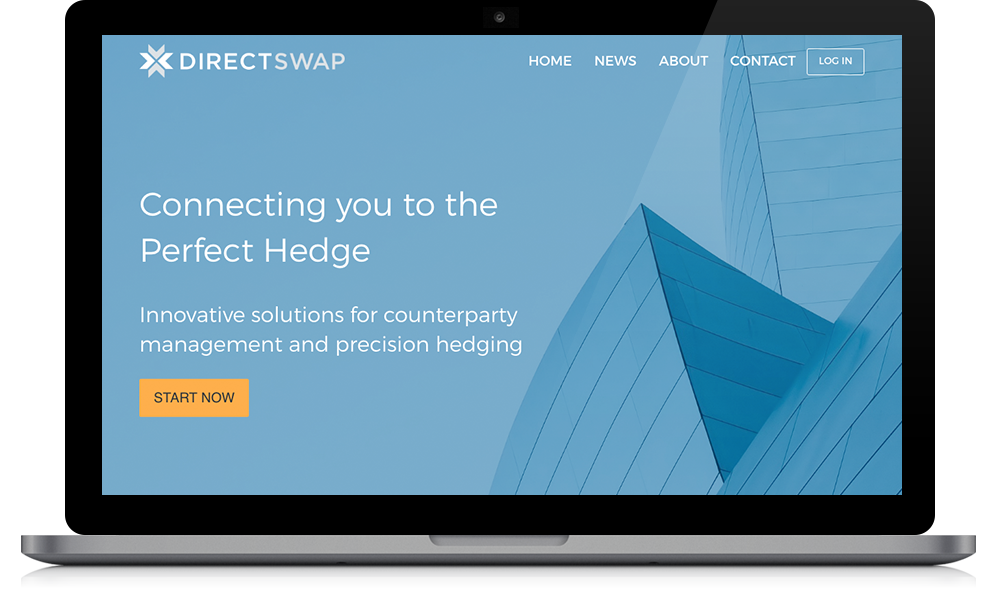 DIRECTSWAP
HOME NEWS ABOUT CONTACT LOG IN
Connecting you to the
Perfect Hedge
Innovative solutions for counterparty
management and precision hedging
START NOW